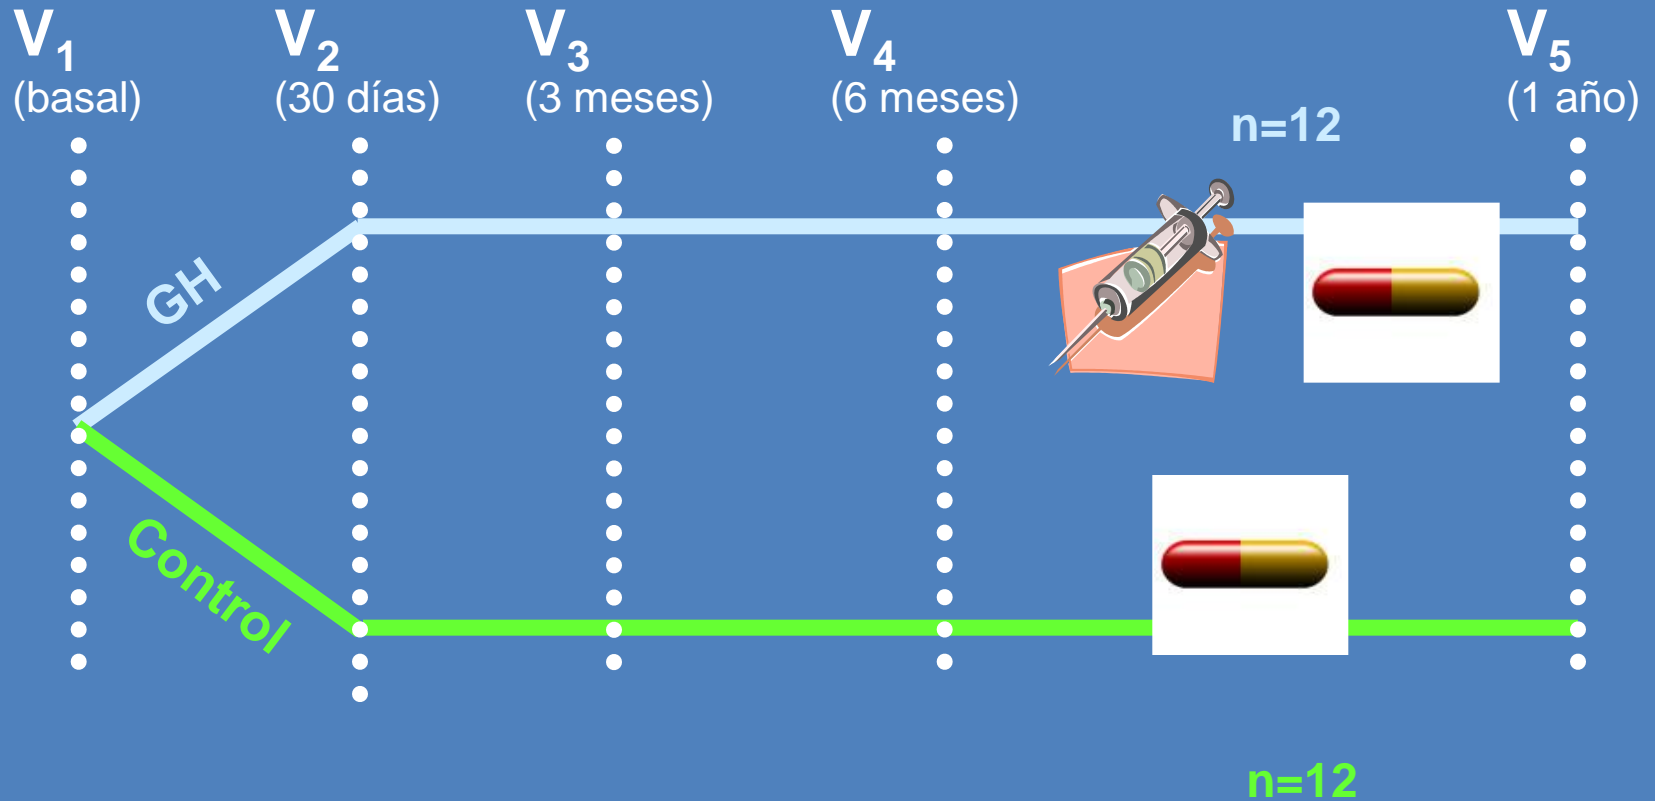 V1
(basal)
V2
(30 días)
V3
(3 meses)
V4
(6 meses)
V5
(1 año)
n=12
GH
Control
n=12